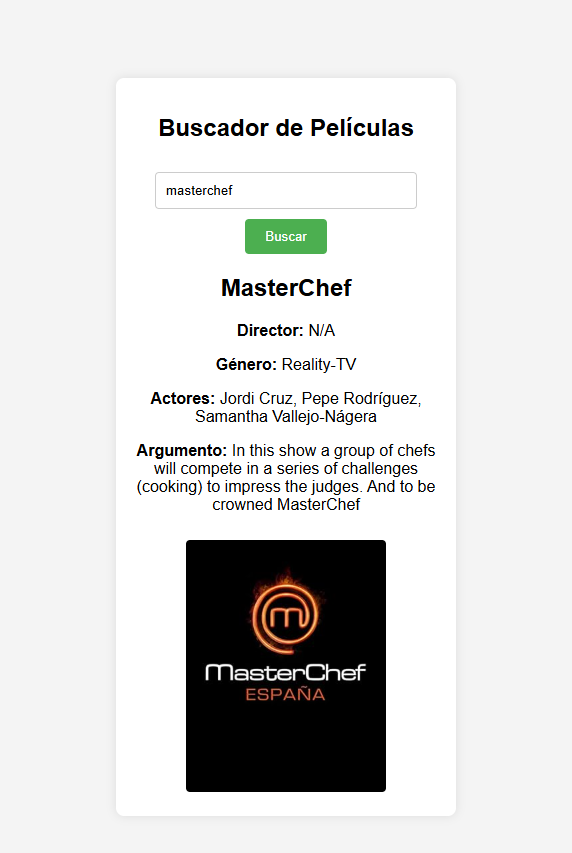 Buscador de Películas
masterchef
Buscar
MasterChef
Director: N/A
Género: Reality-TV
Actores: Jordi Cruz, Pepe Rodríguez,
Samantha Vallejo-Nágera
Argumento: In this show a group of chefs
will compete in a series of challenges
(cooking) to impress the judges. And to be
crowned MasterChef
m
MasterChef
ESPAÑA